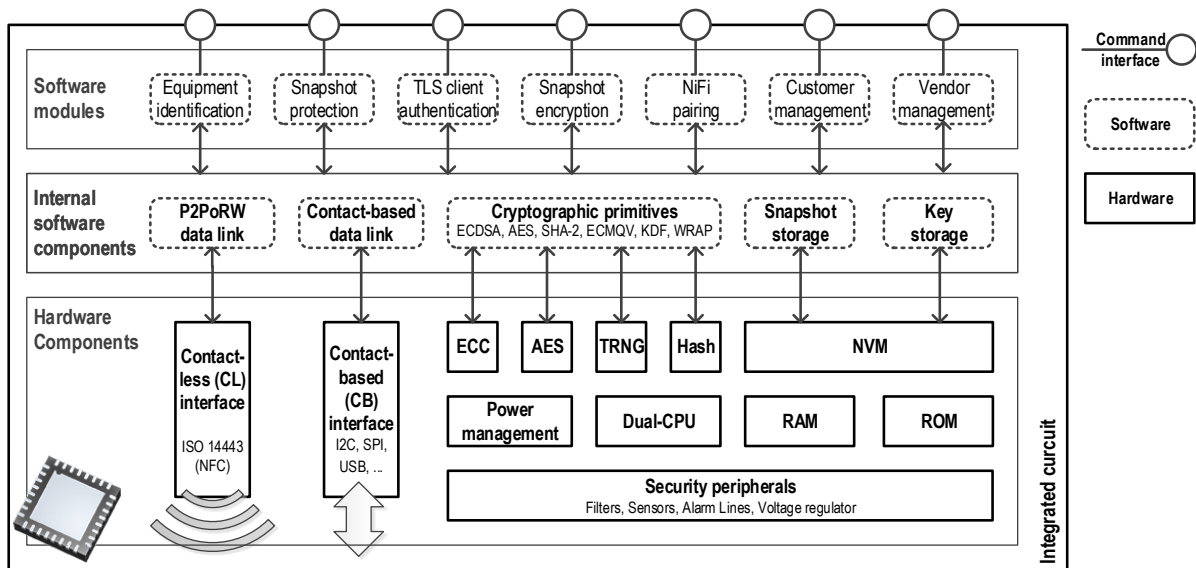 Software
modules
Equipment
identification
Snapshot
protection
TLS client
authentication
Snapshot
encryption
NiFi
pairing
Customer
management
Vendor
management
Command
interface
Software
Hardware
Internal
software
components
P2PoRW
data link
Contact-based
data link
Cryptographic primitives
ECDSA, AES, SHA-2, ECMQV, KDF, WRAP
Snapshot
storage
Key
storage
Hardware
Components
Contact-
less (CL)
interface
ISO 14443
(NFC)
Contact-
based
(CB)
interface
I2C, SPI,
USB, ...
ECC
AES
TRNG
Hash
NVM
Power
management
Dual-CPU
RAM
ROM
Security peripherals
Filters, Sensors, Alarm Lines, Voltage regulator
Integrated curcuit